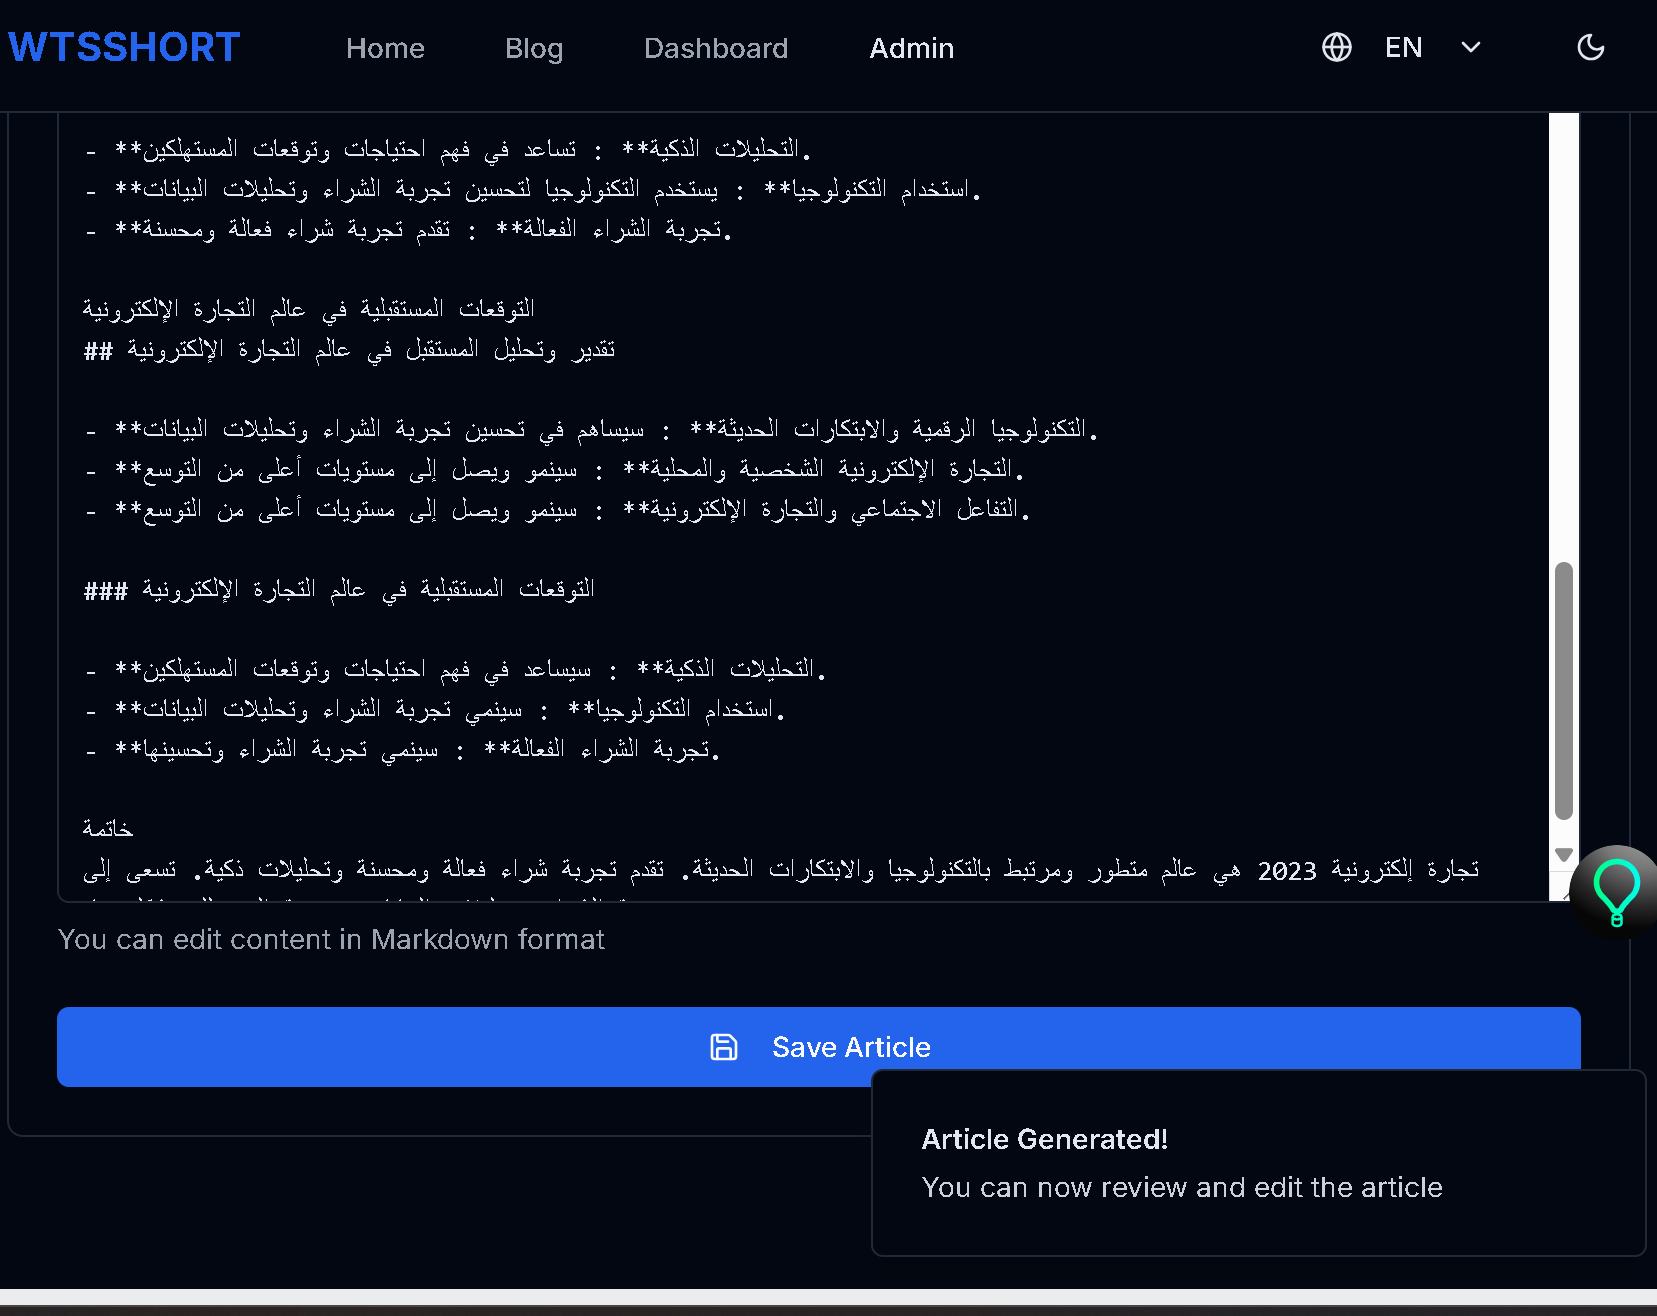 WTSSHORT
Home
Blog
Dashboard
Admin
EN
- **التحليلات الذكية** : تساعد في فهم احتياجات وتوقعات المستهلكين.
- **استخدام التكنولوجيا** : يستخدم التكنولوجيا لتحسين تجربة الشراء وتحليلات البيانات.
- **تجربة الشراء الفعالة** : تقدم تجربة شراء فعالة ومحسنة.
التوقعات المستقبلية في عالم التجارة الإلكترونية
## تقدير وتحليل المستقبل في عالم التجارة الإلكترونية
- **التكنولوجيا الرقمية والابتكارات الحديثة** : سيساهم في تحسين تجربة الشراء وتحليلات البيانات.
- **التجارة الإلكترونية الشخصية والمحلية** : سينمو ويصل إلى مستويات أعلى من التوسع.
- **التفاعل الاجتماعي والتجارة الإلكترونية** : سينمو ويصل إلى مستويات أعلى من التوسع.
### التوقعات المستقبلية في عالم التجارة الإلكترونية
- **التحليلات الذكية** : سيساعد في فهم احتياجات وتوقعات المستهلكين.
- **استخدام التكنولوجيا** : سينمي تجربة الشراء وتحليلات البيانات.
- **تجربة الشراء الفعالة** : سينمي تجربة الشراء وتحسينها.
خاتمة
تجارة إلكترونية 2023 هي عالم متطور ومرتبط بالتكنولوجيا والابتكارات الحديثة. تقدم تجربة شراء فعالة ومحسنة وتحليلات ذكية. تسعى إلى
You can edit content in Markdown format
Save Article
Article Generated!
You can now review and edit the article